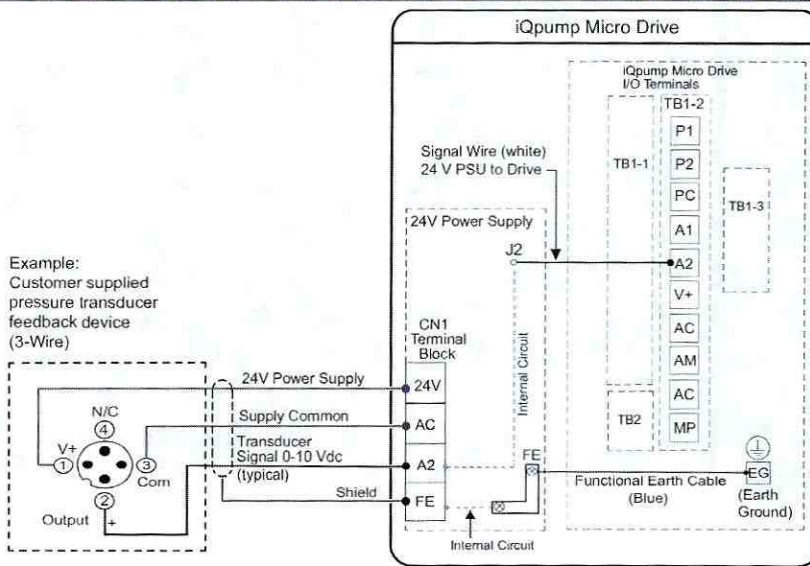 iQpump Micro Drive
iQpump Micro Drive
I/O Terminals
TB1-2
P1
P2
PC
A1
A2
V+
AC
AM
AC
MP
TB1-1
TB1-3
TB2
Signal Wire (white)
24 V PSU to Drive
24V Power Supply
J2
CN1
Terminal
Block
24V
AC
A2
FE
Internal Circuit
FE
Functional Earth Cable
(Blue)
EG
(Earth
Ground)
Internal Circuit
Example:
Customer supplied
pressure transducer
feedback device
(3-Wire)
24V Power Supply
Supply Common
Transducer
Signal 0-10 Vdc
(typical)
Shield
N/C
4
V+
1
3
Com
2
Output
+